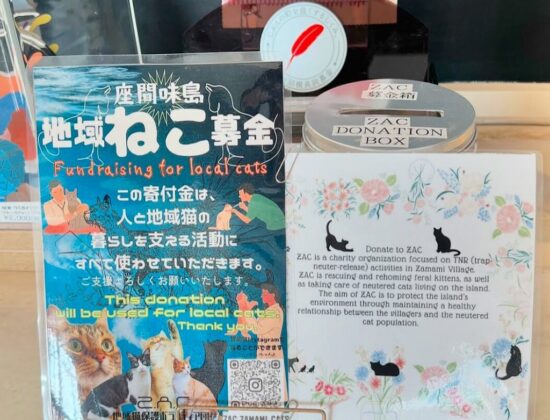 座間味島
地域ねこ募金
Fundraising for local cats
この寄付金は、
人と地域猫の
暮らしを支える活動に
すべて使わせていただきます。
ご支援よろしくお願いいたします。
This donation
will be used for local cats.
Thank you!
Instagram
ZAC
ZAC ZAMAMI CATS
ZAC
募金箱
ZAC
DONATION
BOX
Donate to ZAC
ZAC is a charity organization focused on TNR (trap
neuter-release) activities in Zamami Village.
ZAC is rescuing and rehoming feral kittens, as well
as taking care of neutered cats living on the island.
The aim of ZAC is to protect the island's
environment through maintaining a healthy
relationship between the villagers and the neutered
cat population.